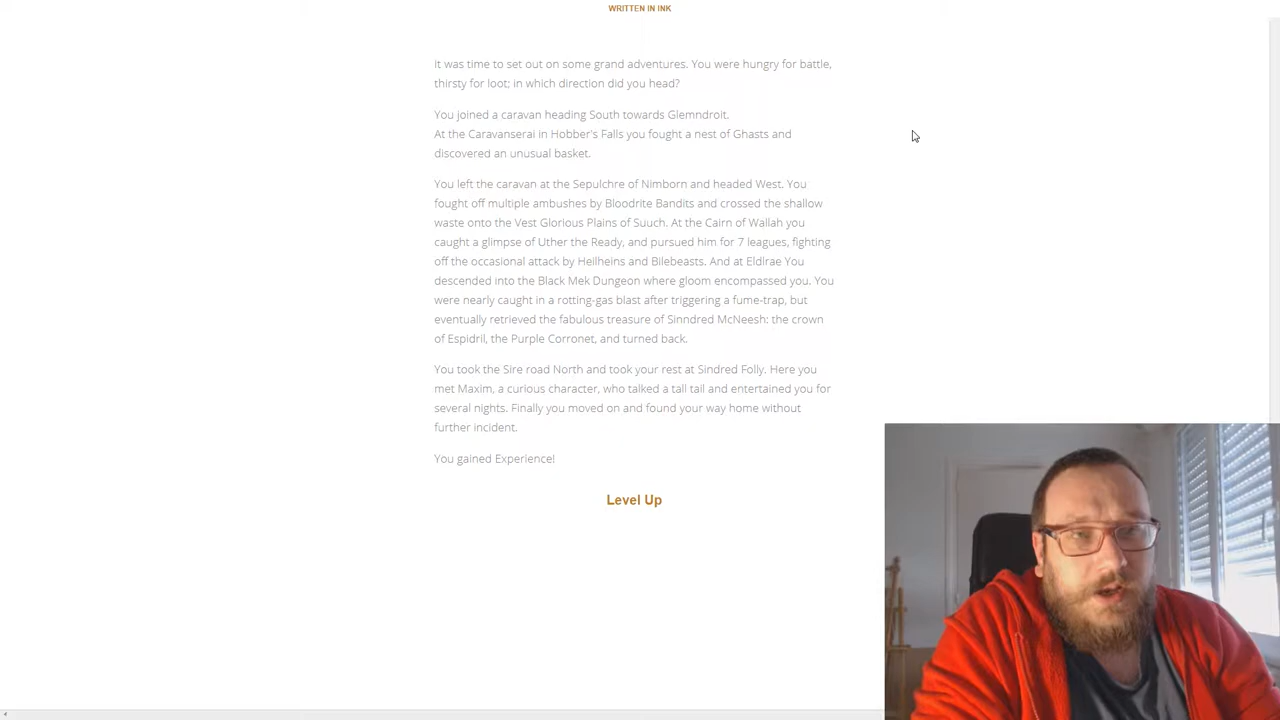 WRITTEN IN INK
It was time to set out on some grand adventures. You were hungry for battle,
thirsty for loot; in which direction did you head?
You joined a caravan heading South towards Glemndroit.
At the Caravanserai in Hobber's Falls you fought a nest of Ghasts and
discovered an unusual basket.
You left the caravan at the Sepulchre of Nimborn and headed West. You
fought off multiple ambushes by Bloodrite Bandits and crossed the shallow
waste onto the Vest Glorious Plains of Suuch. At the Cairn of Wallah you
caught a glimpse of Uther the Ready, and pursued him for 7 leagues, fighting
off the occasional attack by Heilheins and Bilebeasts. And at Eldlrae You
descended into the Black Mek Dungeon where gloom encompassed you. You
were nearly caught in a rotting-gas blast after triggering a fume-trap, but
eventually retrieved the fabulous treasure of Sinndred McNeesh: the crown
of Espidril, the Purple Corronet, and turned back.
You took the Sire road North and took your rest at Sindred Folly. Here you
met Maxim, a curious character, who talked a tall tail and entertained you for
several nights. Finally you moved on and found your way home without
further incident.
You gained Experience!
Level Up